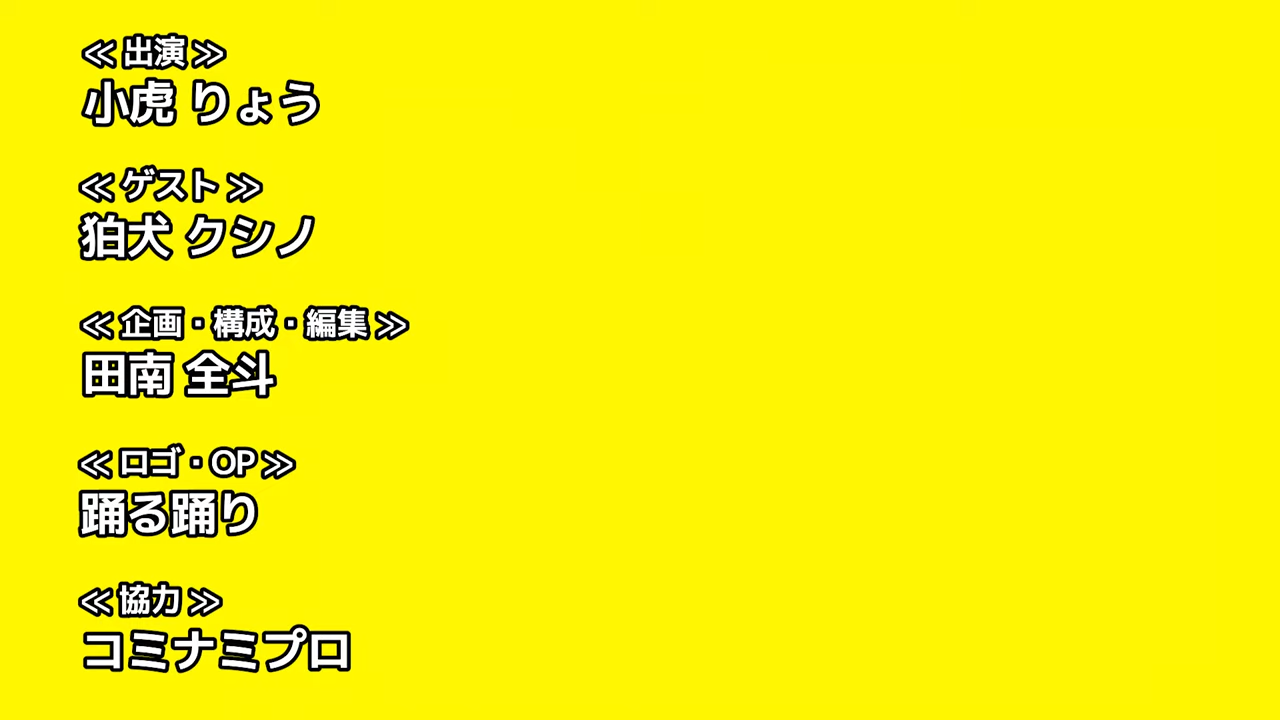 ≪ 出演 ≫
小虎 りょう
≪ ゲスト ≫
狛犬 クシノ
≪ 企画・構成・編集 ≫
田南 全斗
≪ ロゴ・OP ≫
踊る踊り
≪ 協力 ≫
コミナミプロ